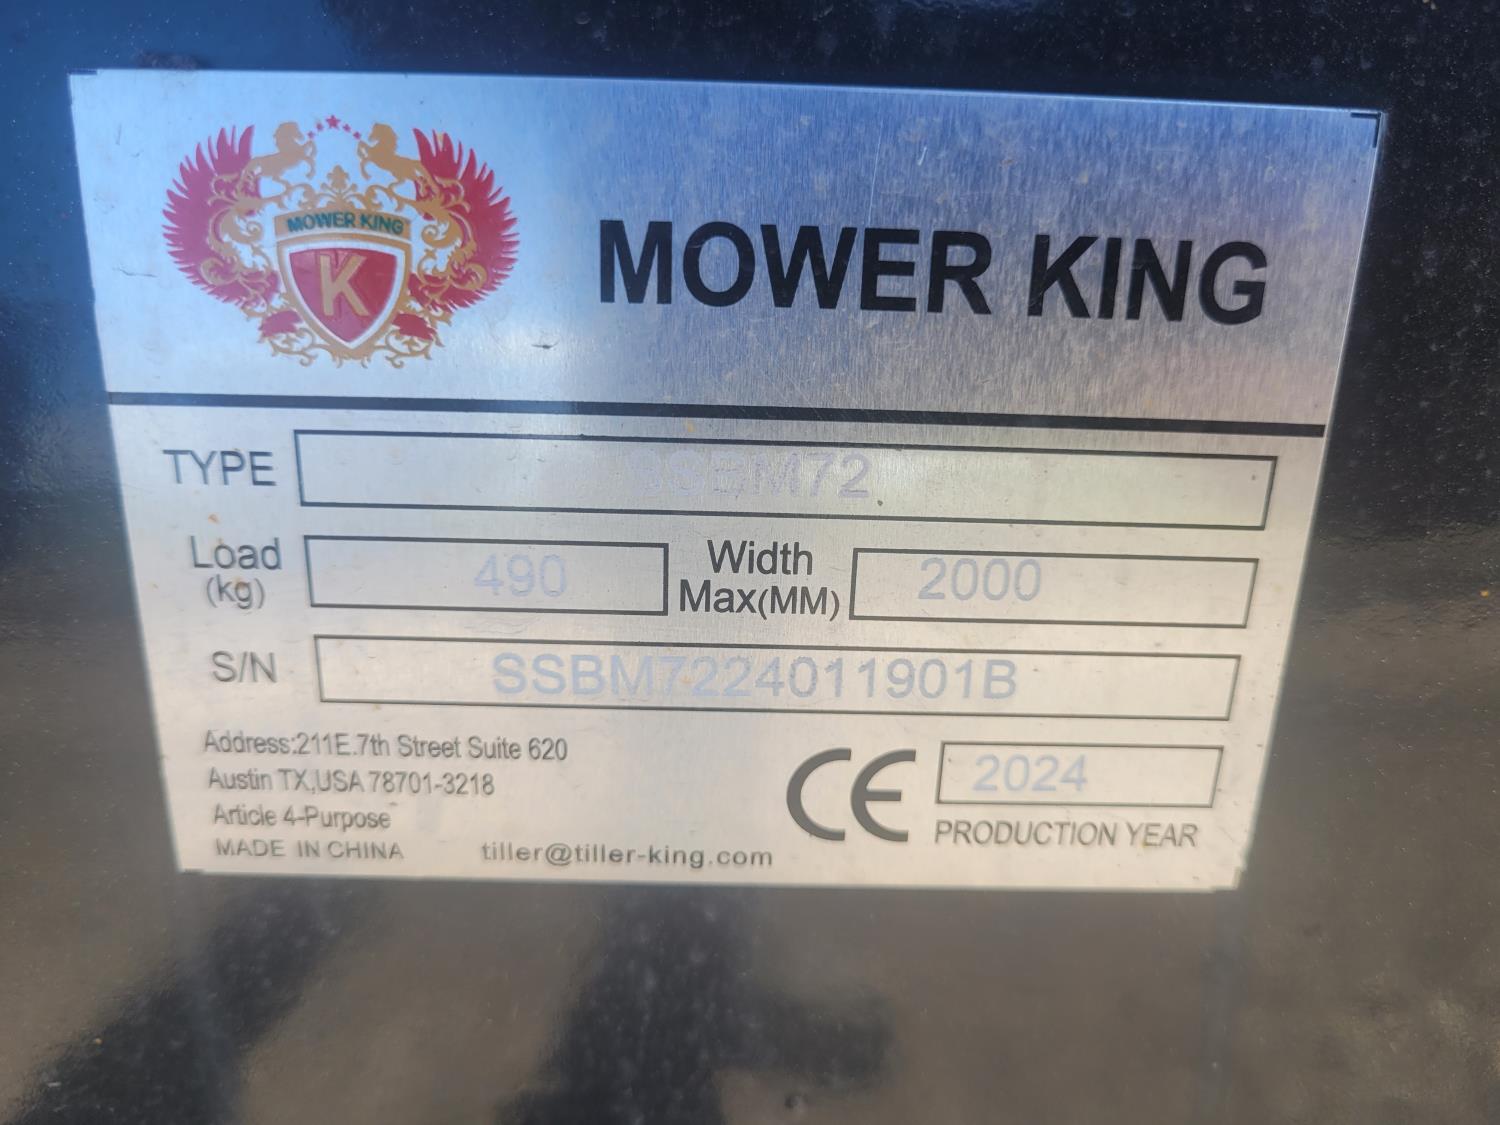 MOWER KING
K
MOWER KING
TYPE SSBM72
Load (kg) 490 Width Max(MM) 2000
S/N SSBM7224011901B
Address:211E.7th Street Suite 620
Austin TX,USA 78701-3218
Article 4-Purpose
MADE IN CHINA
tiller@tiller-king.com
CE 2024
PRODUCTION YEAR